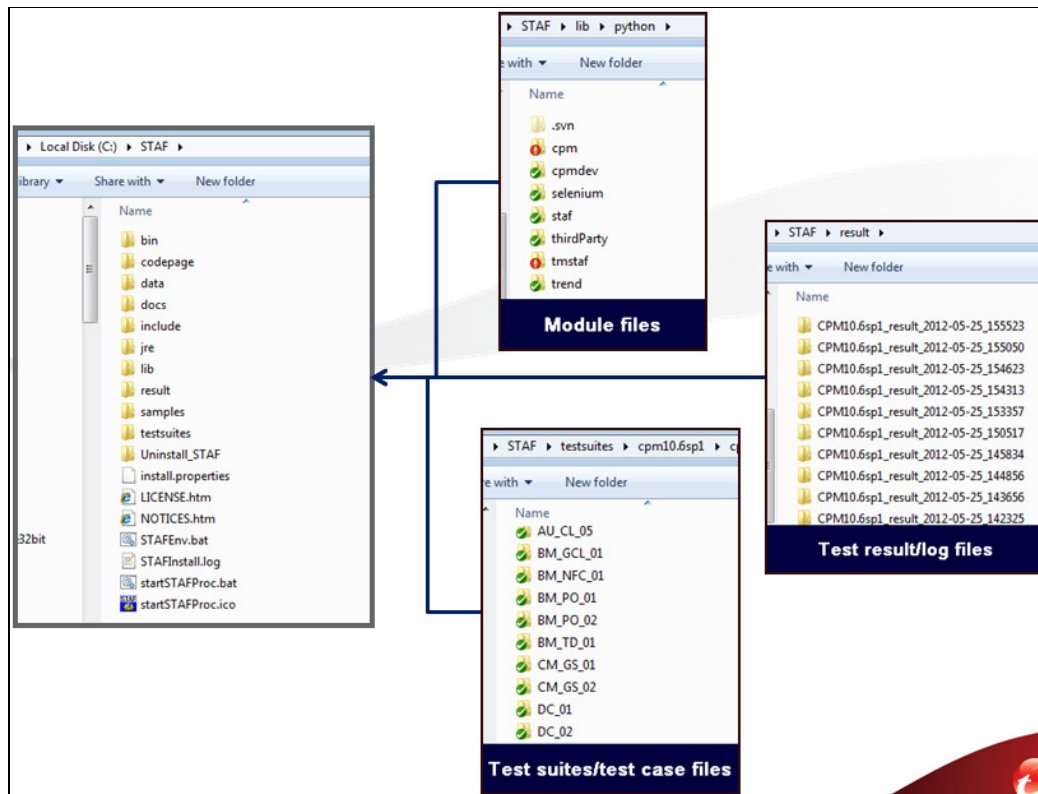 ▸ STAF ▸ lib ▸ python ▸
e with ▾ New folder
Name
.svn
cpm
cpmdev
selenium
staf
thirdParty
tmstaf
trend
Module files
▸ Local Disk (C:) ▸ STAF ▸
library ▾ Share with ▾ New folder
Name
bin
codepage
data
docs
include
jre
lib
result
samples
testsuites
Uninstall_STAF
install.properties
LICENSE.htm
NOTICES.htm
STAFEnv.bat
STAFInstall.log
startSTAFProc.bat
startSTAFProc.ico
32bit
▸ STAF ▸ result ▸
e with ▾ New folder
Name
CPM10.6sp1_result_2012-05-25_155523
CPM10.6sp1_result_2012-05-25_155050
CPM10.6sp1_result_2012-05-25_154623
CPM10.6sp1_result_2012-05-25_154313
CPM10.6sp1_result_2012-05-25_153357
CPM10.6sp1_result_2012-05-25_150517
CPM10.6sp1_result_2012-05-25_145834
CPM10.6sp1_result_2012-05-25_144856
CPM10.6sp1_result_2012-05-25_143656
CPM10.6sp1_result_2012-05-25_142325
Test result/log files
▸ STAF ▸ testsuites ▸ cpm10.6sp1 ▸ cp
re with ▾ New folder
Name
AU_CL_05
BM_GCL_01
BM_NFC_01
BM_PO_01
BM_PO_02
BM_TD_01
CM_GS_01
CM_GS_02
DC_01
DC_02
Test suites/test case files